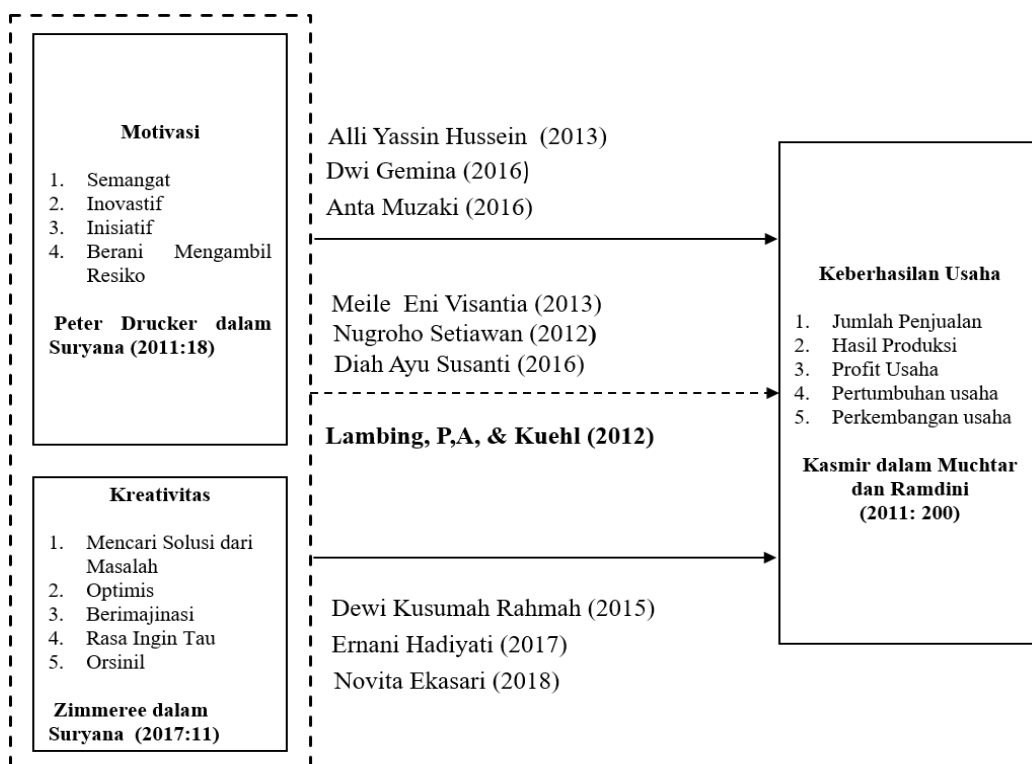 Motivasi
1. Semangat
2. Inovastif
3. Inisiatif
4. Berani Mengambil
Resiko
Peter Drucker dalam
Suryana (2011:18)
Kreativitas
1. Mencari Solusi dari
Masalah
2. Optimis
3. Berimajinasi
4. Rasa Ingin Tau
5. Orsinil
Zimmeree dalam
Suryana (2017:11)
Alli Yassin Hussein (2013)
Dwi Gemina (2016)
Anta Muzaki (2016)
Meile Eni Visantia (2013)
Nugroho Setiawan (2012)
Diah Ayu Susanti (2016)
Lambing, P,A, & Kuehl (2012)
Dewi Kusumah Rahmah (2015)
Ernani Hadiyati (2017)
Novita Ekasari (2018)
Keberhasilan Usaha
1. Jumlah Penjualan
2. Hasil Produksi
3. Profit Usaha
4. Pertumbuhan usaha
5. Perkembangan usaha
Kasmir dalam Muchtar
dan Ramdini
(2011: 200)